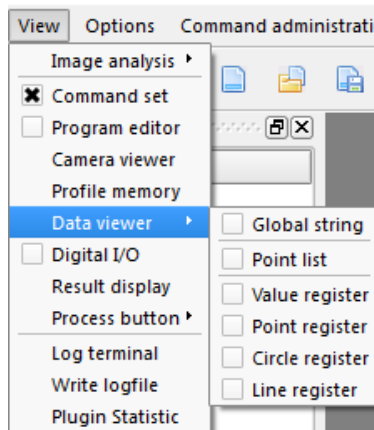 View Options Command administrati
Image analysis
Command set
Program editor
Camera viewer
Profile memory
Data viewer
Digital I/O
Result display
Process button
Log terminal
Write logfile
Plugin Statistic
Global string
Point list
Value register
Point register
Circle register
Line register